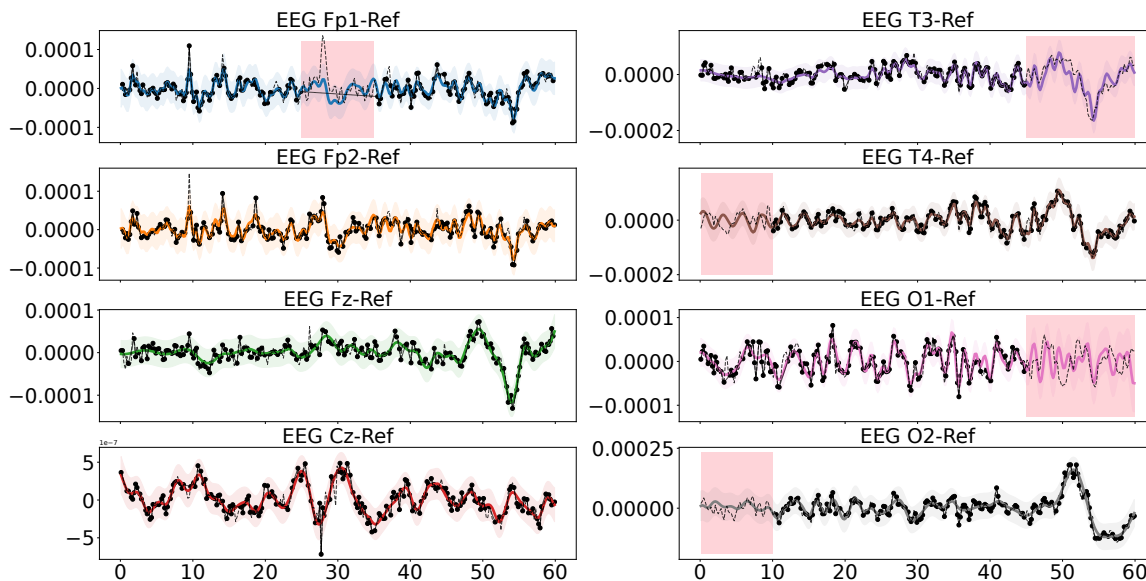 EEG Fp1-Ref
0.0001
0.0000
−0.0001
EEG Fp2-Ref
0.0001
0.0000
−0.0001
EEG Fz-Ref
0.0001
0.0000
−0.0001
EEG Cz-Ref
1e−7
5
0
−5
0 10 20 30 40 50 60
EEG T3-Ref
0.0000
−0.0002
EEG T4-Ref
0.0000
−0.0002
EEG O1-Ref
0.0001
0.0000
−0.0001
EEG O2-Ref
0.00025
0.00000
0 10 20 30 40 50 60